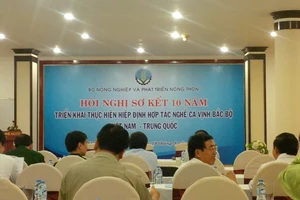 BỘ NÔNG NGHIỆP VÀ PHÁT TRIỂN NÔNG THÔN
HỘI NGHỊ SƠ KẾT 10 NĂM
TRIỂN KHAI THỰC HIỆN HIỆP ĐỊNH HỢP TÁC NGHỀ CÁ VỊNH BẮC BỘ
NAM - TRUNG QUỐC